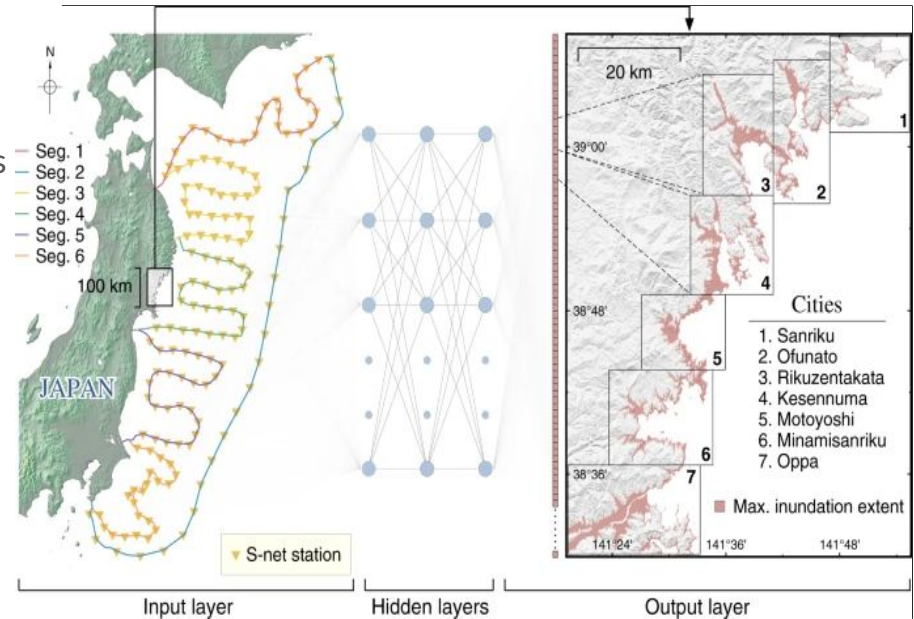 N
S
Seg. 1
Seg. 2
Seg. 3
Seg. 4
Seg. 5
Seg. 6
100 km
JAPAN
S-net station
20 km
39°00'
38°48'
38°36'
141°24'
141°36'
141°48'
1
2
3
4
5
6
7
Cities
1. Sanriku
2. Ofunato
3. Rikuzentakata
4. Kesennuma
5. Motoyoshi
6. Minamisanriku
7. Oppa
Max. inundation extent
Input layer
Hidden layers
Output layer